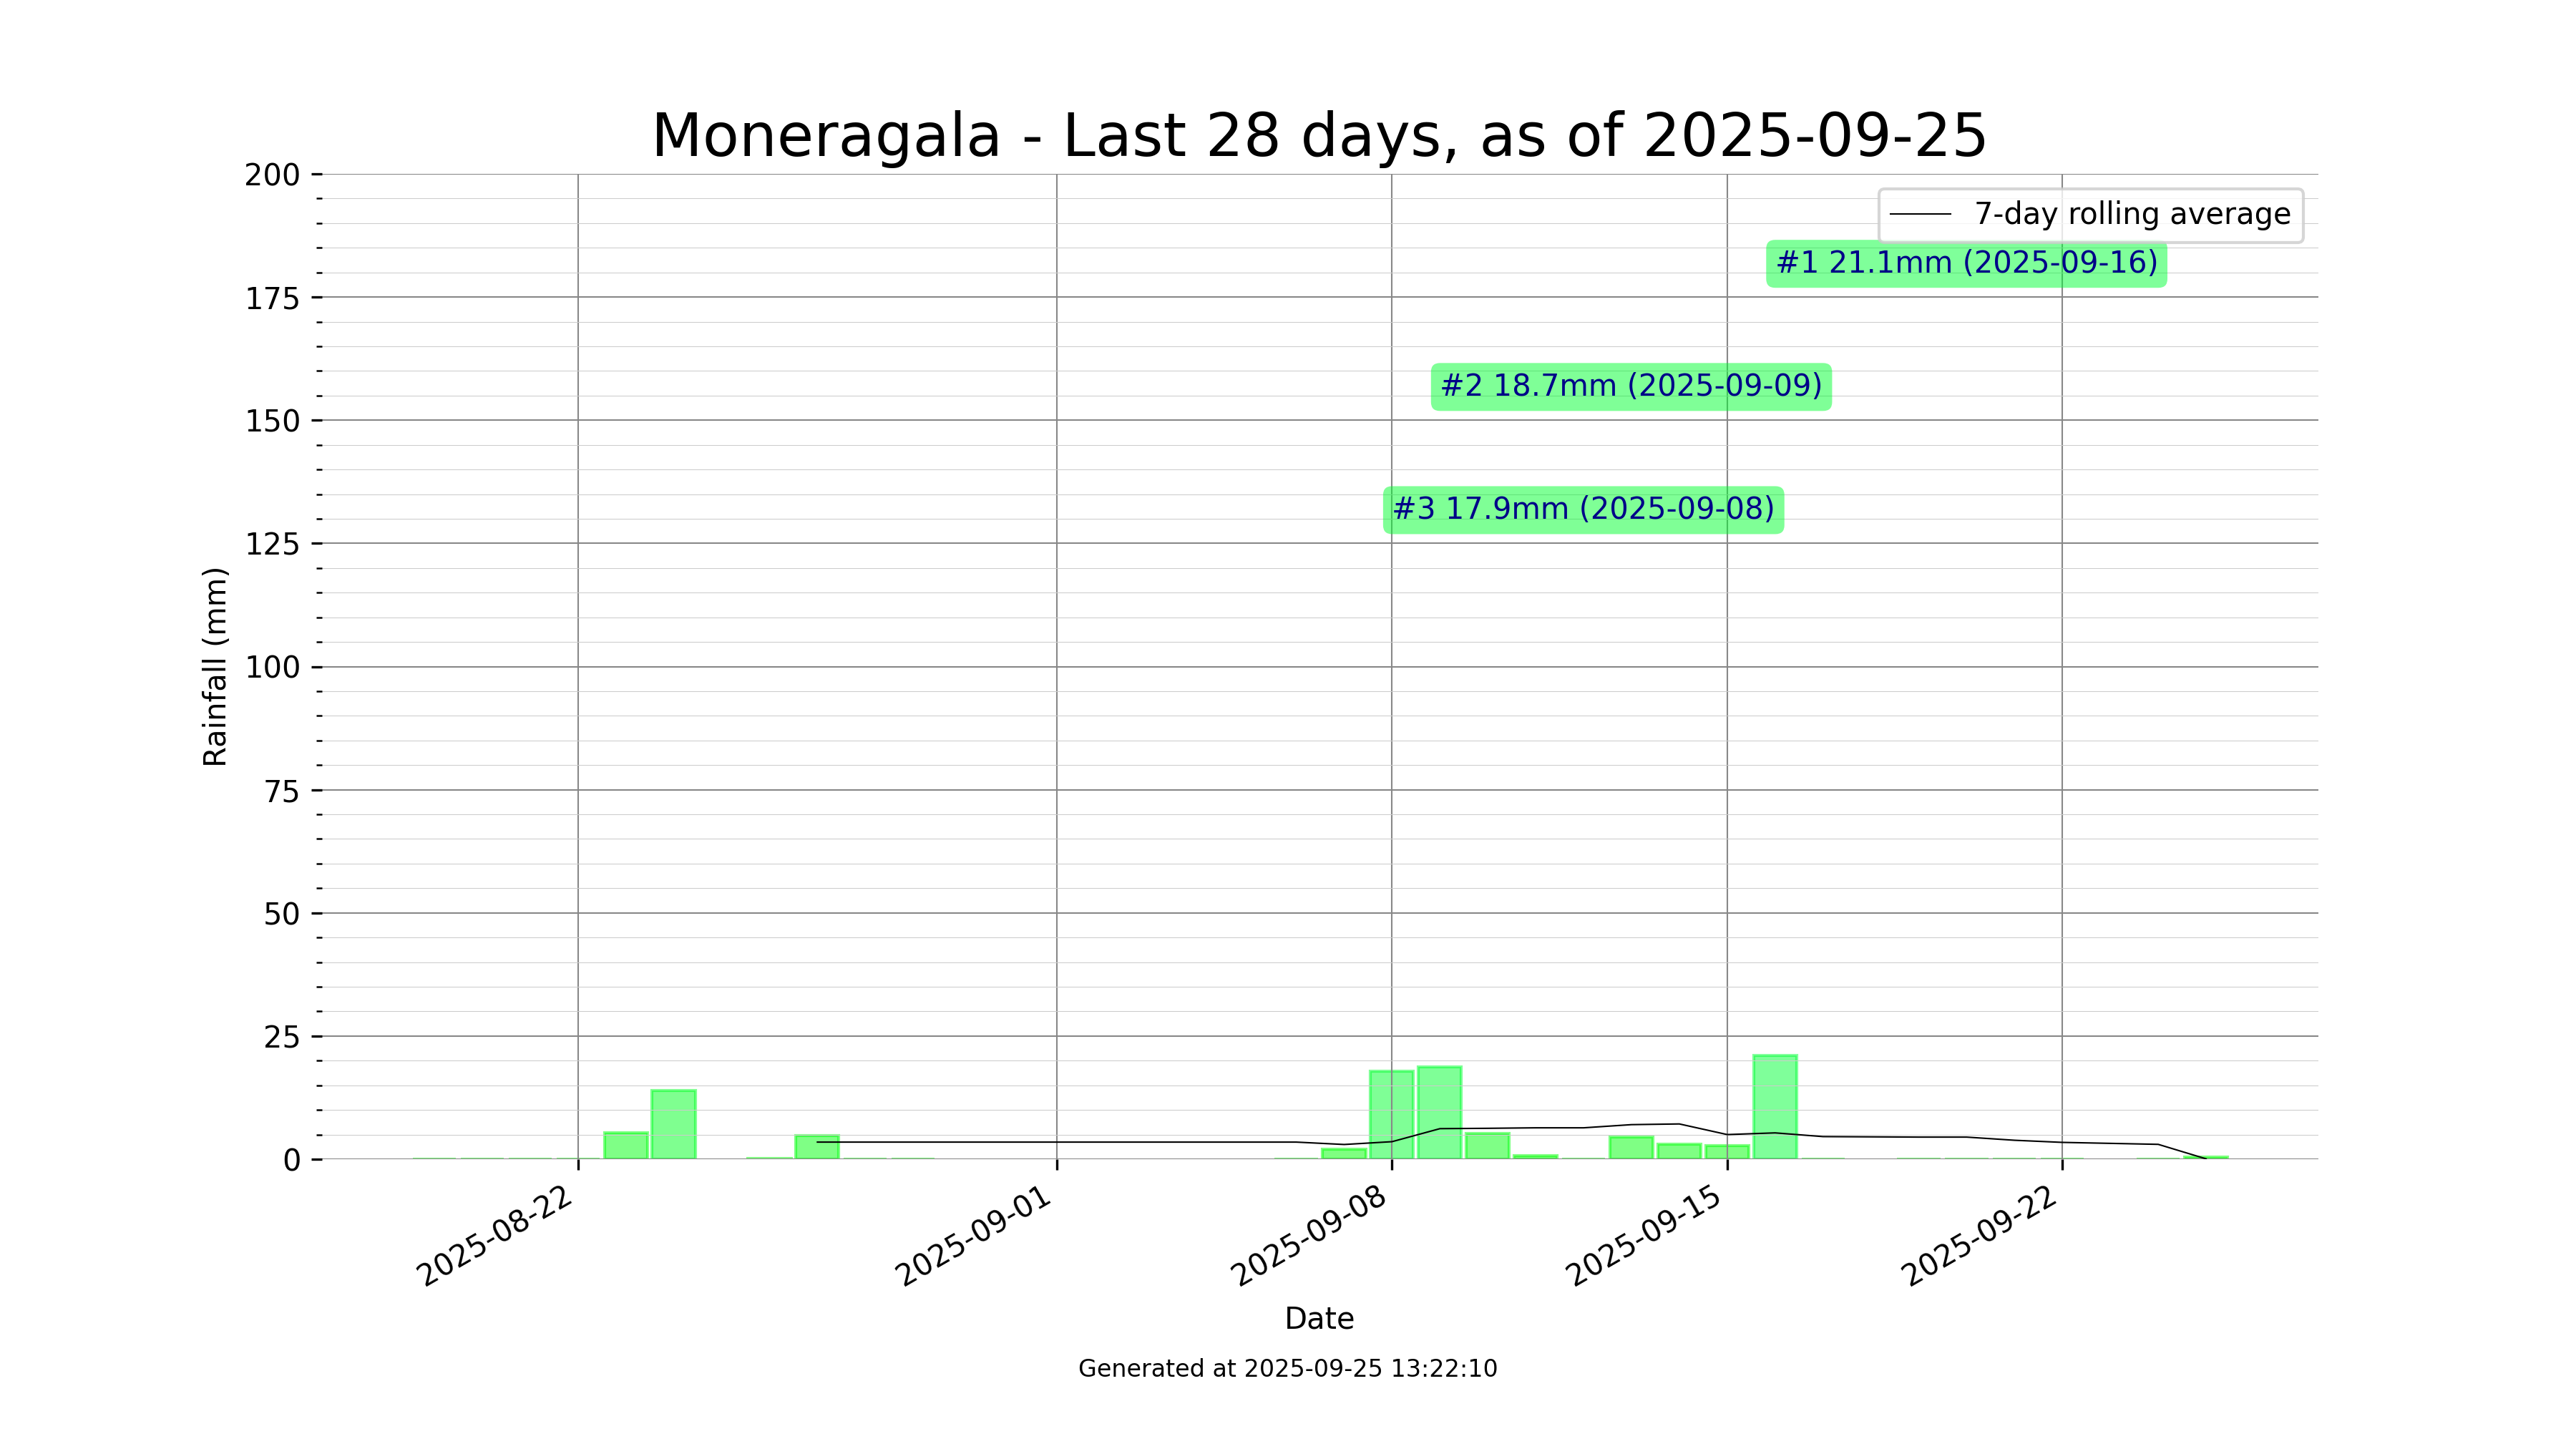 Moneragala - Last 28 days, as of 2025-09-25
200
175
150
125
100
75
50
25
0
Rainfall (mm)
7-day rolling average
#1 21.1mm (2025-09-16)
#2 18.7mm (2025-09-09)
#3 17.9mm (2025-09-08)
2025-08-22
2025-09-01
2025-09-08
2025-09-15
2025-09-22
Date
Generated at 2025-09-25 13:22:10